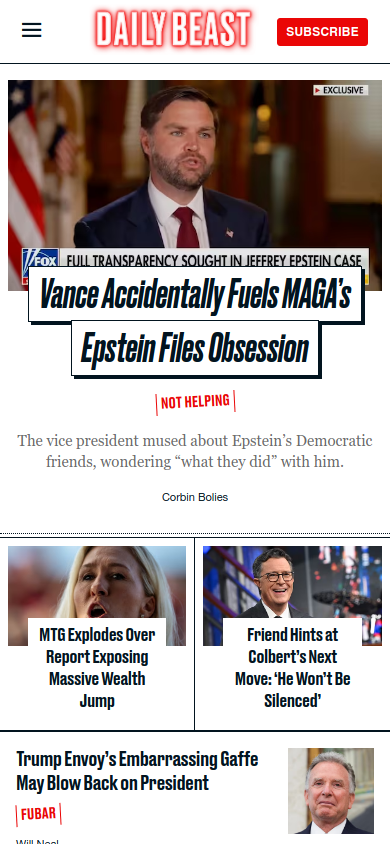 DAILY BEAST
SUBSCRIBE
EXCLUSIVE
FOX
FULL TRANSPARENCY SOUGHT IN JEFFREY EPSTEIN CASE
Vance Accidentally Fuels MAGA’s
Epstein Files Obsession
NOT HELPING
The vice president mused about Epstein’s Democratic
friends, wondering “what they did” with him.
Corbin Bolies
MTG Explodes Over
Report Exposing
Massive Wealth
Jump
Friend Hints at
Colbert’s Next
Move: ‘He Won’t Be
Silenced’
Trump Envoy’s Embarrassing Gaffe
May Blow Back on President
FUBAR
Will Neal